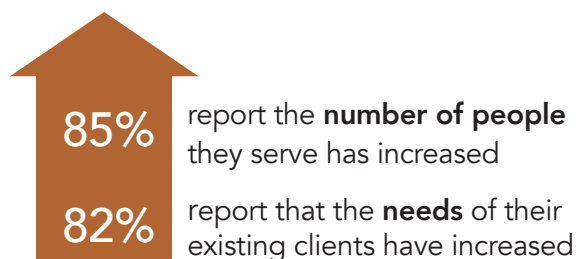 85%
report the number of people
they serve has increased
82%
report that the needs of their
existing clients have increased